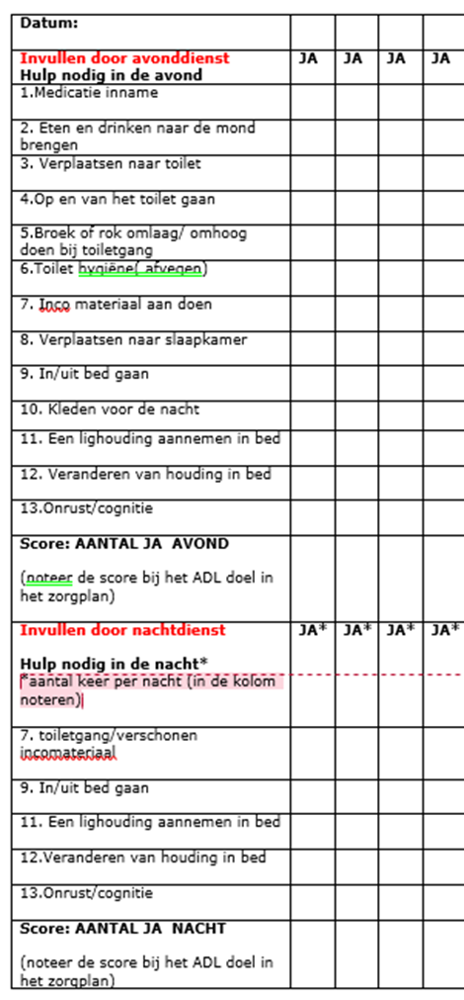 Datum:
Invullen door avonddienst JA JA JA JA
Hulp nodig in de avond
1.Medicatie inname
2. Eten en drinken naar de mond
brengen
3. Verplaatsen naar toilet
4.Op en van het toilet gaan
5.Broek of rok omlaag/ omhoog
doen bij toiletgang
6.Toilet hygiëne( afvegen)
7. Inco materiaal aan doen
8. Verplaatsen naar slaapkamer
9. In/uit bed gaan
10. Kleden voor de nacht
11. Een lighouding aannemen in bed
12. Veranderen van houding in bed
13.Onrust/cognitie
Score: AANTAL JA AVOND
(noteer de score bij het ADL doel in
het zorgplan)
Invullen door nachtdienst JA* JA* JA* JA*
Hulp nodig in de nacht*
*aantal keer per nacht (in de kolom
noteren)
7. toiletgang/verschonen
incomateriaal
9. In/uit bed gaan
11. Een lighouding aannemen in bed
12.Veranderen van houding in bed
13.Onrust/cognitie
Score: AANTAL JA NACHT
(noteer de score bij het ADL doel in
het zorgplan)